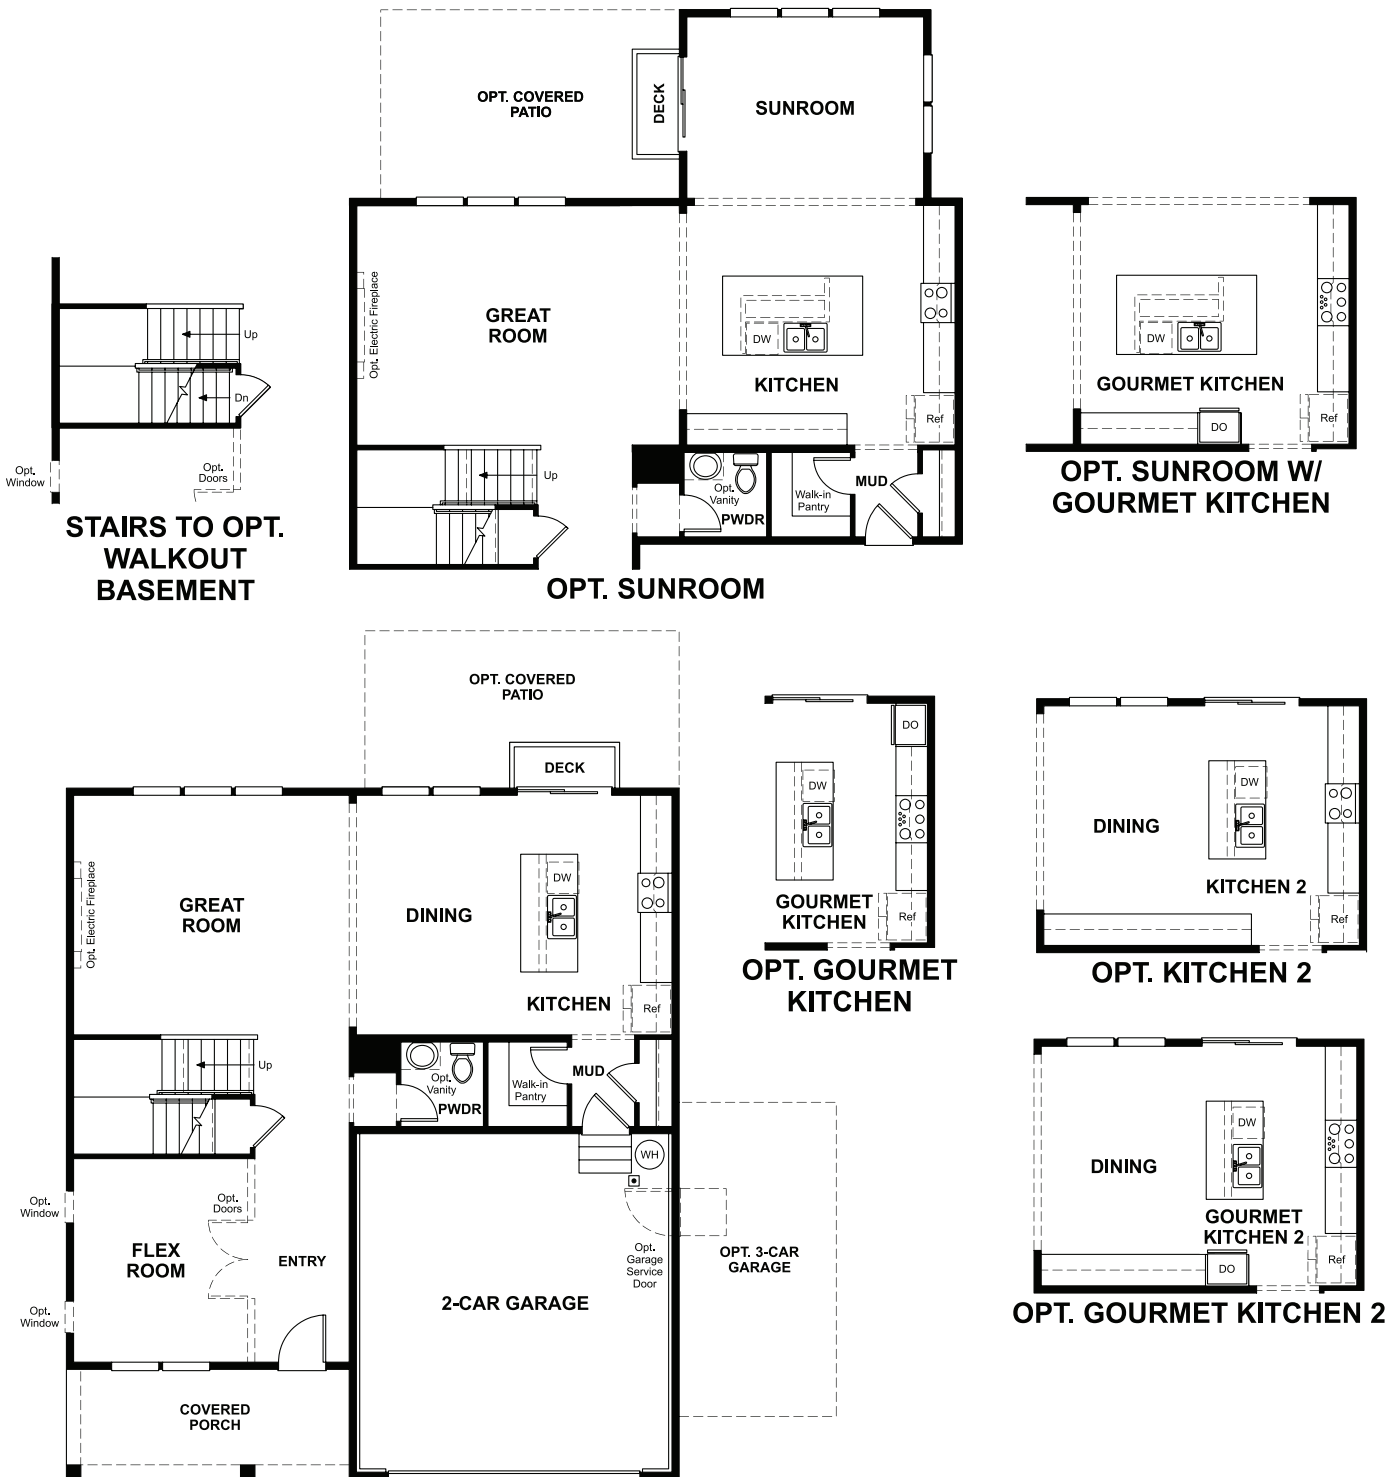 OPT. COVERED
PATIO
DECK
SUNROOM
Opt. Electric Fireplace
GREAT
ROOM
DW
KITCHEN
Ref
Up
Opt.
Vanity
PWDR
Walk-in
Pantry
MUD
OPT. SUNROOM
Up
Dn
Opt.
Window
Opt.
Doors
STAIRS TO OPT.
WALKOUT
BASEMENT
DW
GOURMET KITCHEN
Ref
DO
OPT. SUNROOM W/
GOURMET KITCHEN
OPT. COVERED
PATIO
DECK
Opt. Electric Fireplace
GREAT
ROOM
DINING
DW
KITCHEN
Ref
Up
Opt.
Vanity
PWDR
Walk-in
Pantry
MUD
WH
Opt.
Window
Opt.
Doors
FLEX
ROOM
ENTRY
Opt.
Window
2-CAR GARAGE
Opt.
Garage
Service
Door
OPT. 3-CAR
GARAGE
COVERED
PORCH
DO
DW
GOURMET
KITCHEN
Ref
OPT. GOURMET
KITCHEN
DW
DINING
KITCHEN 2
Ref
OPT. KITCHEN 2
DW
DINING
GOURMET
KITCHEN 2
Ref
DO
OPT. GOURMET KITCHEN 2